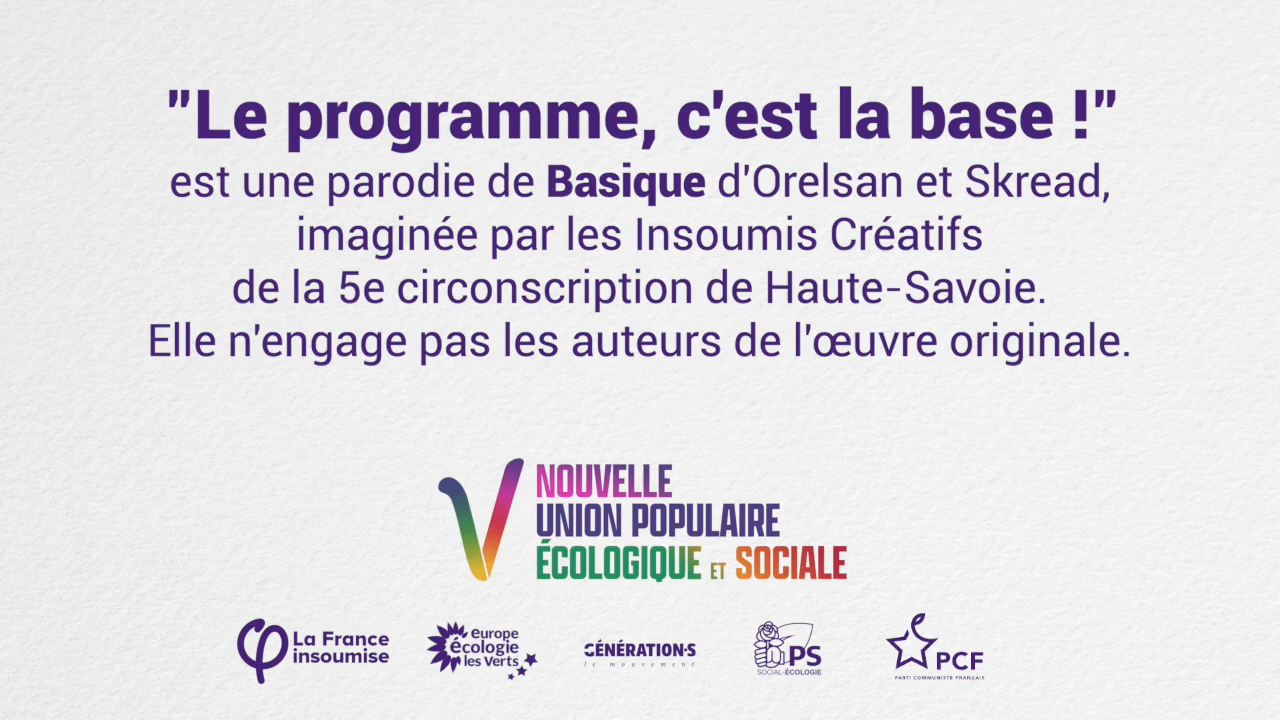 "Le programme, c'est la base !"
est une parodie de Basique d'Orelsan et Skread,
imaginée par les Insoumis Créatifs
de la 5e circonscription de Haute-Savoie.
Elle n'engage pas les auteurs de l'œuvre originale.
NOUVELLE
UNION POPULAIRE
ÉCOLOGIQUE ET SOCIALE
La France
insoumise
europe
écologie
les Verts
GÉNÉRATION·S
le mouvement
PS
SOCIAL-ÉCOLOGIE
PCF
PARTI COMMUNISTE FRANÇAIS